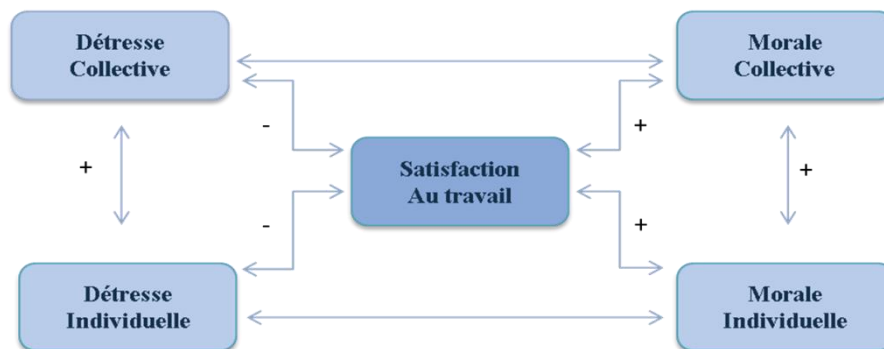 Détresse
Collective
Morale
Collective
-
+
Satisfaction
Au travail
+
+
-
+
Détresse
Individuelle
Morale
Individuelle